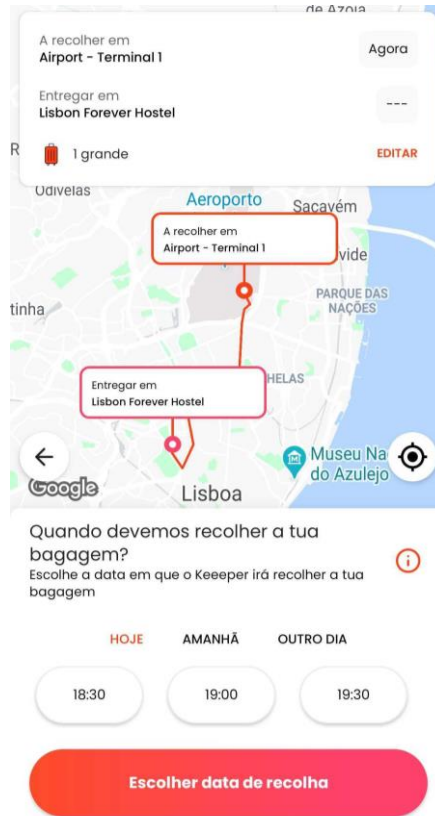 de Azoia
A recolher em
Airport - Terminal 1
Agora
Entregar em
Lisbon Forever Hostel
---
R
1 grande
EDITAR
Odivelas
Aeroporto
Sacavém
A recolher em
Airport - Terminal 1
vide
PARQUE DAS
NAÇÕES
tinha
HELAS
Entregar em
Lisbon Forever Hostel
Museu Na
do Azulejo
Google
Lisboa
Quando devemos recolher a tua
bagagem?
Escolhe a data em que o Keeeper irá recolher a tua
bagagem
HOJE AMANHÃ OUTRO DIA
18:30 19:00 19:30
Escolher data de recolha